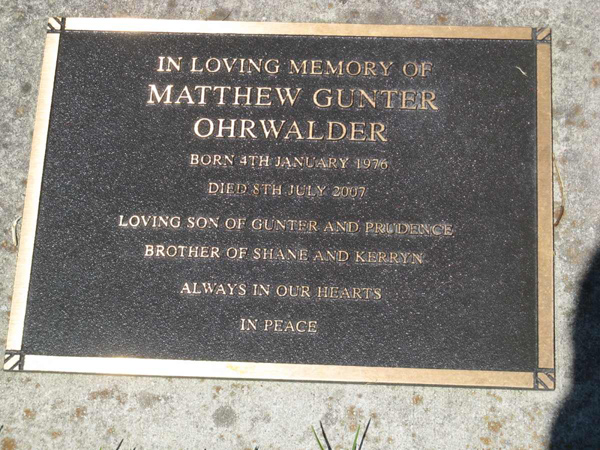 IN LOVING MEMORY OF
MATTHEW GUNTER
OHRWALDER
BORN 4TH JANUARY 1976
DIED 8TH JULY 2007
LOVING SON OF GUNTER AND PRUDENCE
BROTHER OF SHANE AND KERRYN
ALWAYS IN OUR HEARTS
IN PEACE